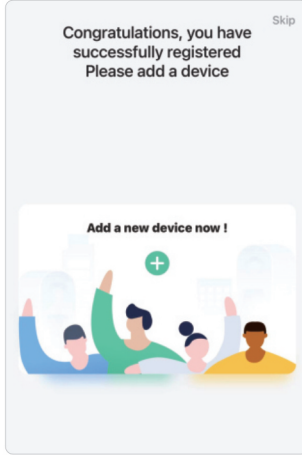 Skip
Congratulations, you have
successfully registered
Please add a device
Add a new device now !